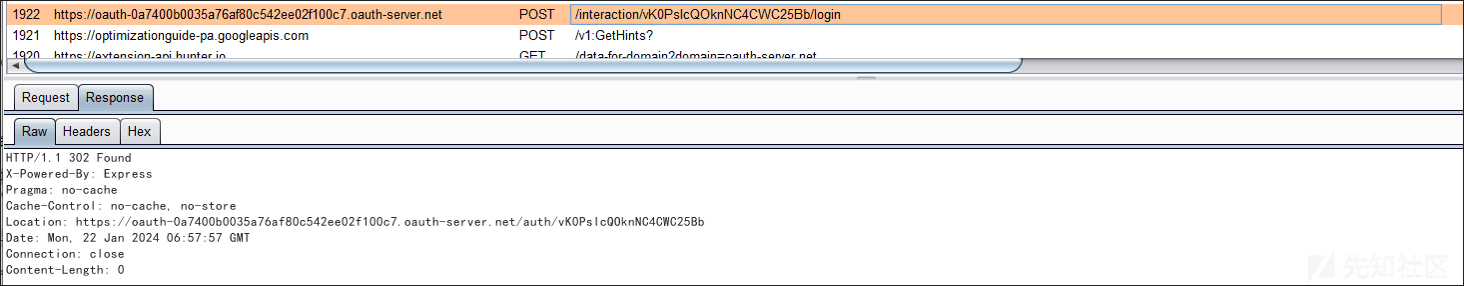 1922 https://oauth-0a7400b0035a76af80c542ee02f100c7.oauth-server.net POST /interaction/vK0PsIcQOknNC4CWC25Bb/login
1921 https://optimizationguide-pa.googleapis.com POST /v1:GetHints?
1920 https://extension-api.hunter.io GET /data-for-domain?domain=oauth-server.net
Request Response
Raw Headers Hex
HTTP/1.1 302 Found
X-Powered-By: Express
Pragma: no-cache
Cache-Control: no-cache, no-store
Location: https://oauth-0a7400b0035a76af80c542ee02f100c7.oauth-server.net/auth/vK0PsIcQOknNC4CWC25Bb
Date: Mon, 22 Jan 2024 06:57:57 GMT
Connection: close
Content-Length: 0
先知社区